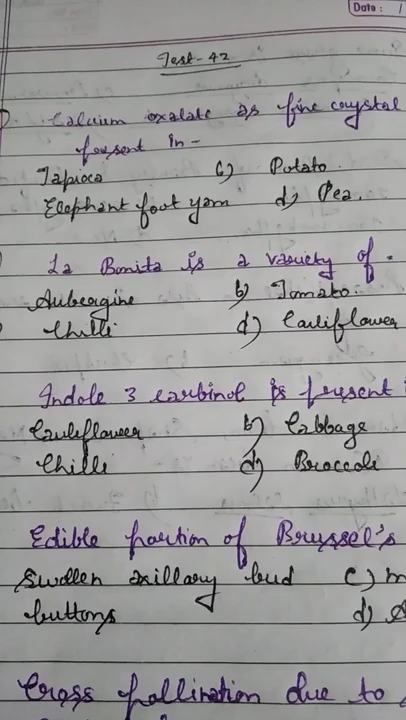 Date : /
Test - 42
Calcium oxalate as fine crystal
present in -
Tapioca c) Potato.
Elephant foot yam d) Pea.
La Bonita is a variety of -
Aubergine b) Tomato.
Chilli d) Cauliflower
Indole 3 carbinol is present
Cauliflower b) Cabbage
Chilli d) Broccoli
Edible portion of Brussel's
Swollen axillary bud c) m
buttons d)
Cross pollination due to